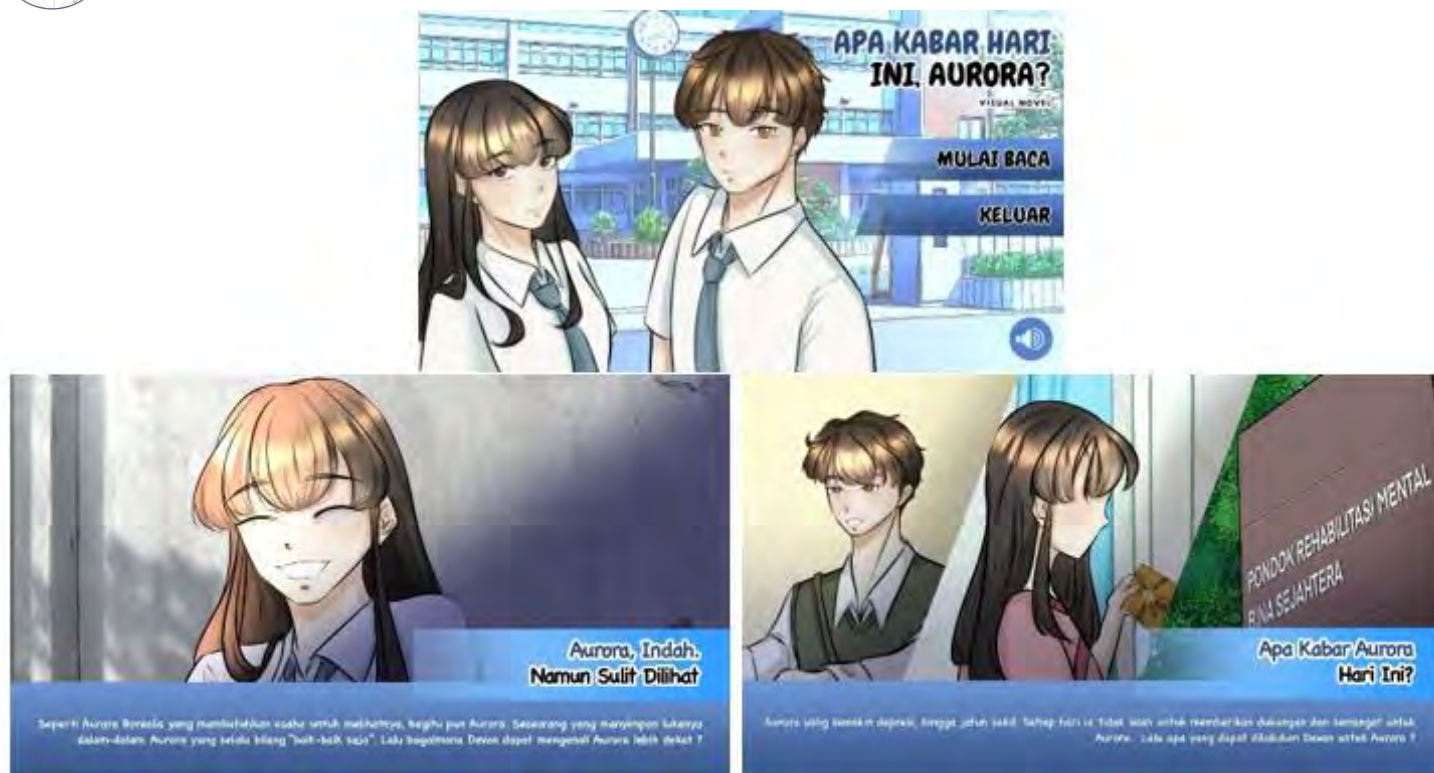 APA KABAR HARI
INI, AURORA?
VISUAL NOVEL
MULAI BACA
KELUAR
Aurora, Indah.
Namun Sulit Dilihat
Seperti Aurora Borealis yang membutuhkan usaha untuk melihatnya, begitu pun Aurora. Seseorang yang menyimpan lukanya
dalam-dalam. Aurora yang selalu bilang "baik-baik saja". Lalu bagaimana Devan dapat mengenali Aurora lebih dekat ?
PONDOK REHABILITASI MENTAL
BINA SEJAHTERA
Apa Kabar Aurora
Hari Ini?
Aurora yang semakin depresi, hingga jatuh sakit. Setiap hari ia tidak untuk memberikan dukungan dan semangat untuk
Aurora. Lalu apa yang dapat dilakukan Devan untuk Aurora ?